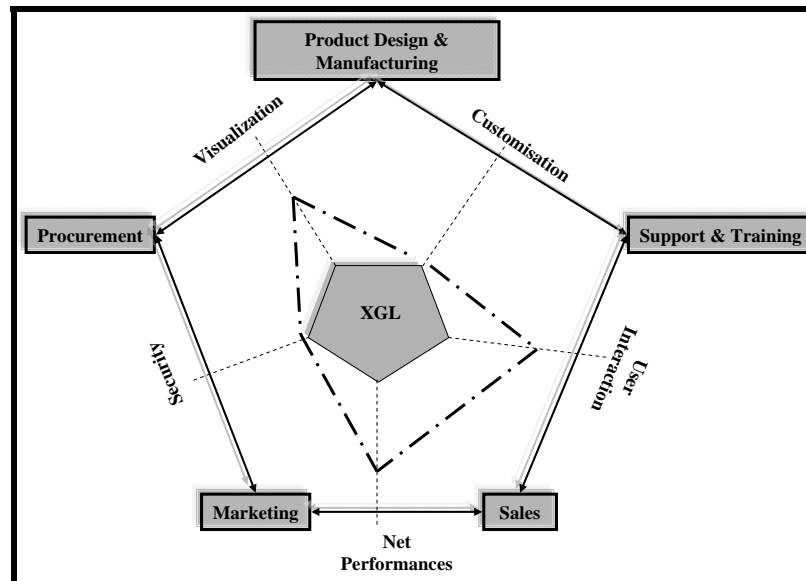 Product Design &
Manufacturing
Visualization
Customisation
Procurement
Support & Training
XGL
Security
User
Interaction
Marketing
Sales
Net
Performances